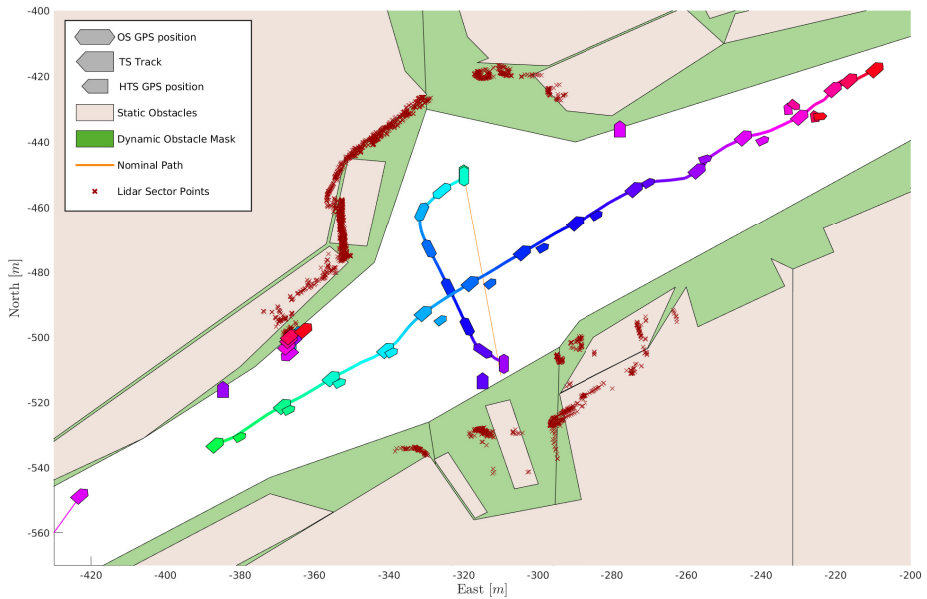 OS GPS position
TS Track
HTS GPS position
Static Obstacles
Dynamic Obstacle Mask
Nominal Path
Lidar Sector Points
-400
-420
-440
-460
-480
-500
-520
-540
-560
North [m]
-420 -400 -380 -360 -340 -320 -300 -280 -260 -240 -220 -200
East [m]